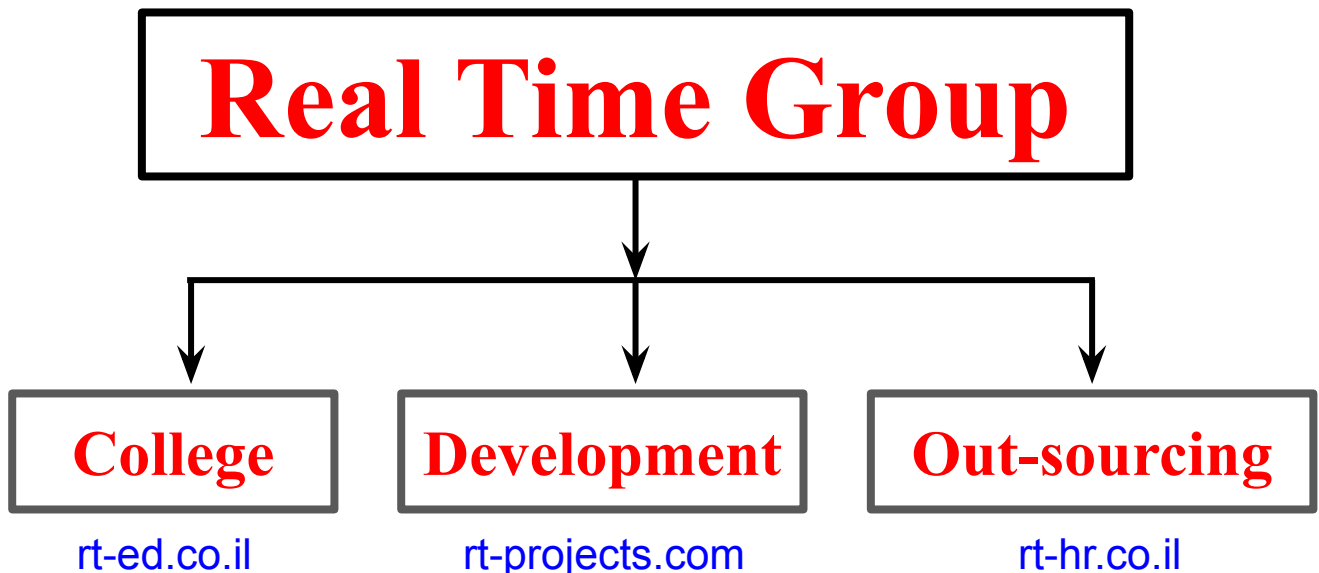 Real Time Group
College
Development
Out-sourcing
rt-ed.co.il
rt-projects.com
rt-hr.co.il